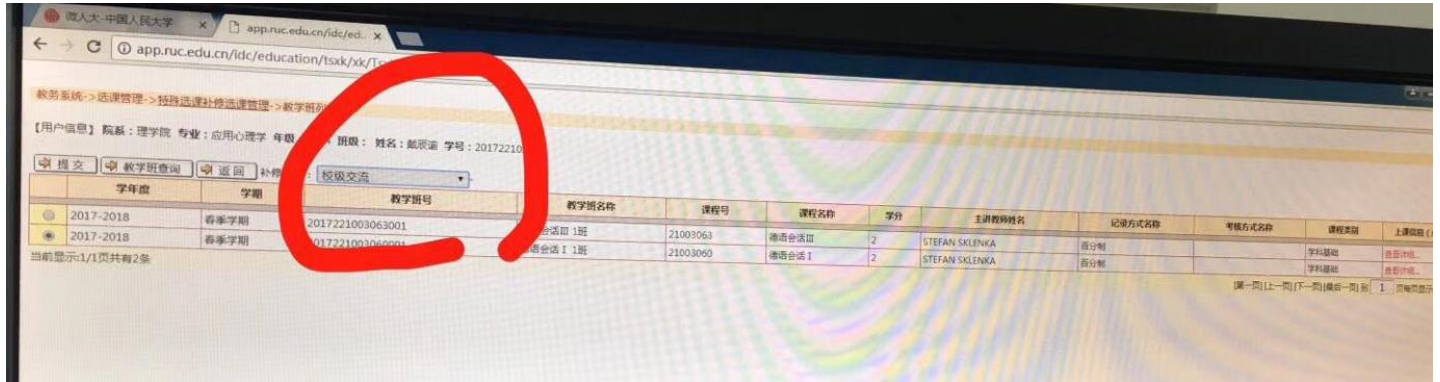 微人大-中国人民大学 × app.ruc.edu.cn/idc/ed.. ×
app.ruc.edu.cn/idc/education/tsxk/xk/
教务系统->选课管理->特殊选课补修选课管理->教学班列
【用户信息】 院系：理学院 专业：应用心理学 年级 班级： 姓名：戴辰谕 学号：20172210
提 交 教学班查询 返 回 补修 ： 校级交流
学年度 学期 教学班号 教学班名称 课程号 课程名称 学分 主讲教师姓名 记录方式名称 考核方式名称 课程类别 上课信息
2017-2018 春季学期 2017221003063001 语会话III 1班 21003063 德语会话III 2 STEFAN SKLENKA 百分制 学科基础 查看详细..
2017-2018 春季学期 2017221003060001 语会话 I 1班 21003060 德语会话 I 2 STEFAN SKLENKA 百分制 学科基础 查看详细..
当前显示:1/1页共有2条
[第一页][上一页][下一页][最后一页] 到 1 页每页显示